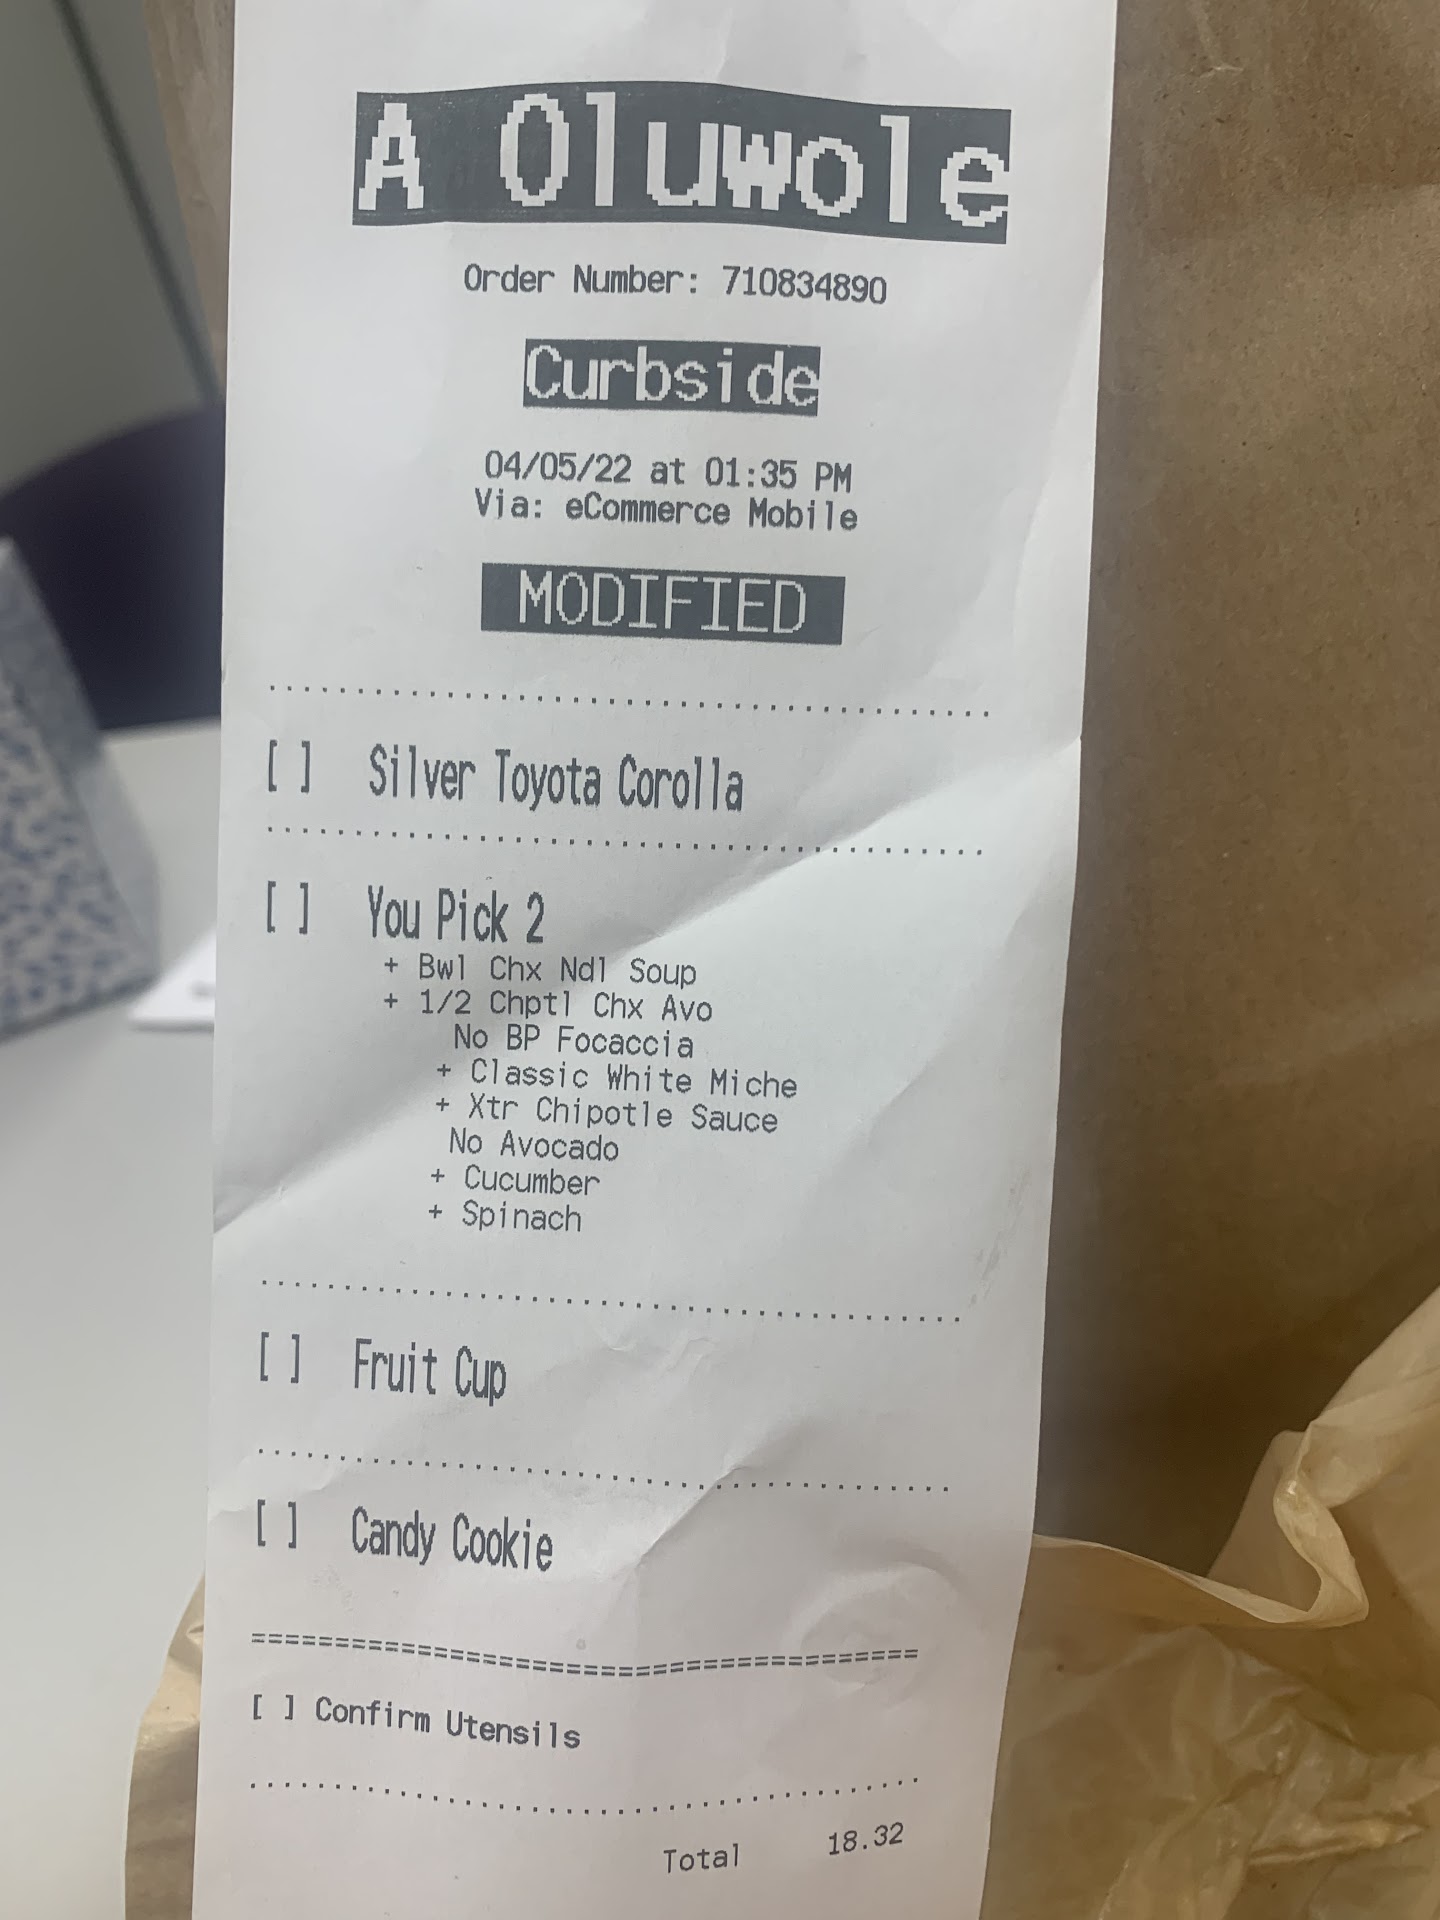 A Oluwole
Order Number: 710834890
Curbside
04/05/22 at 01:35 PM
Via: eCommerce Mobile
MODIFIED
[ ] Silver Toyota Corolla
[ ] You Pick 2
+ Bwl Chx Ndl Soup
+ 1/2 Chptl Chx Avo
No BP Focaccia
+ Classic White Miche
+ Xtr Chipotle Sauce
No Avocado
+ Cucumber
+ Spinach
[ ] Fruit Cup
[ ] Candy Cookie
[ ] Confirm Utensils
Total 18.32